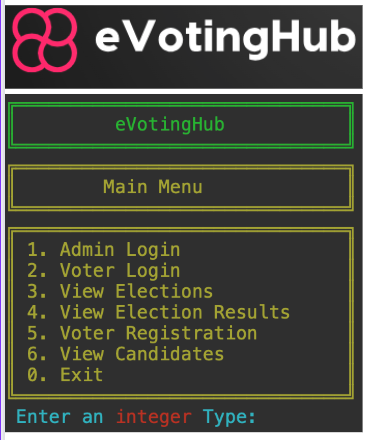 eVotingHub
eVotingHub
Main Menu
1. Admin Login
2. Voter Login
3. View Elections
4. View Election Results
5. Voter Registration
6. View Candidates
0. Exit
Enter an integer Type: